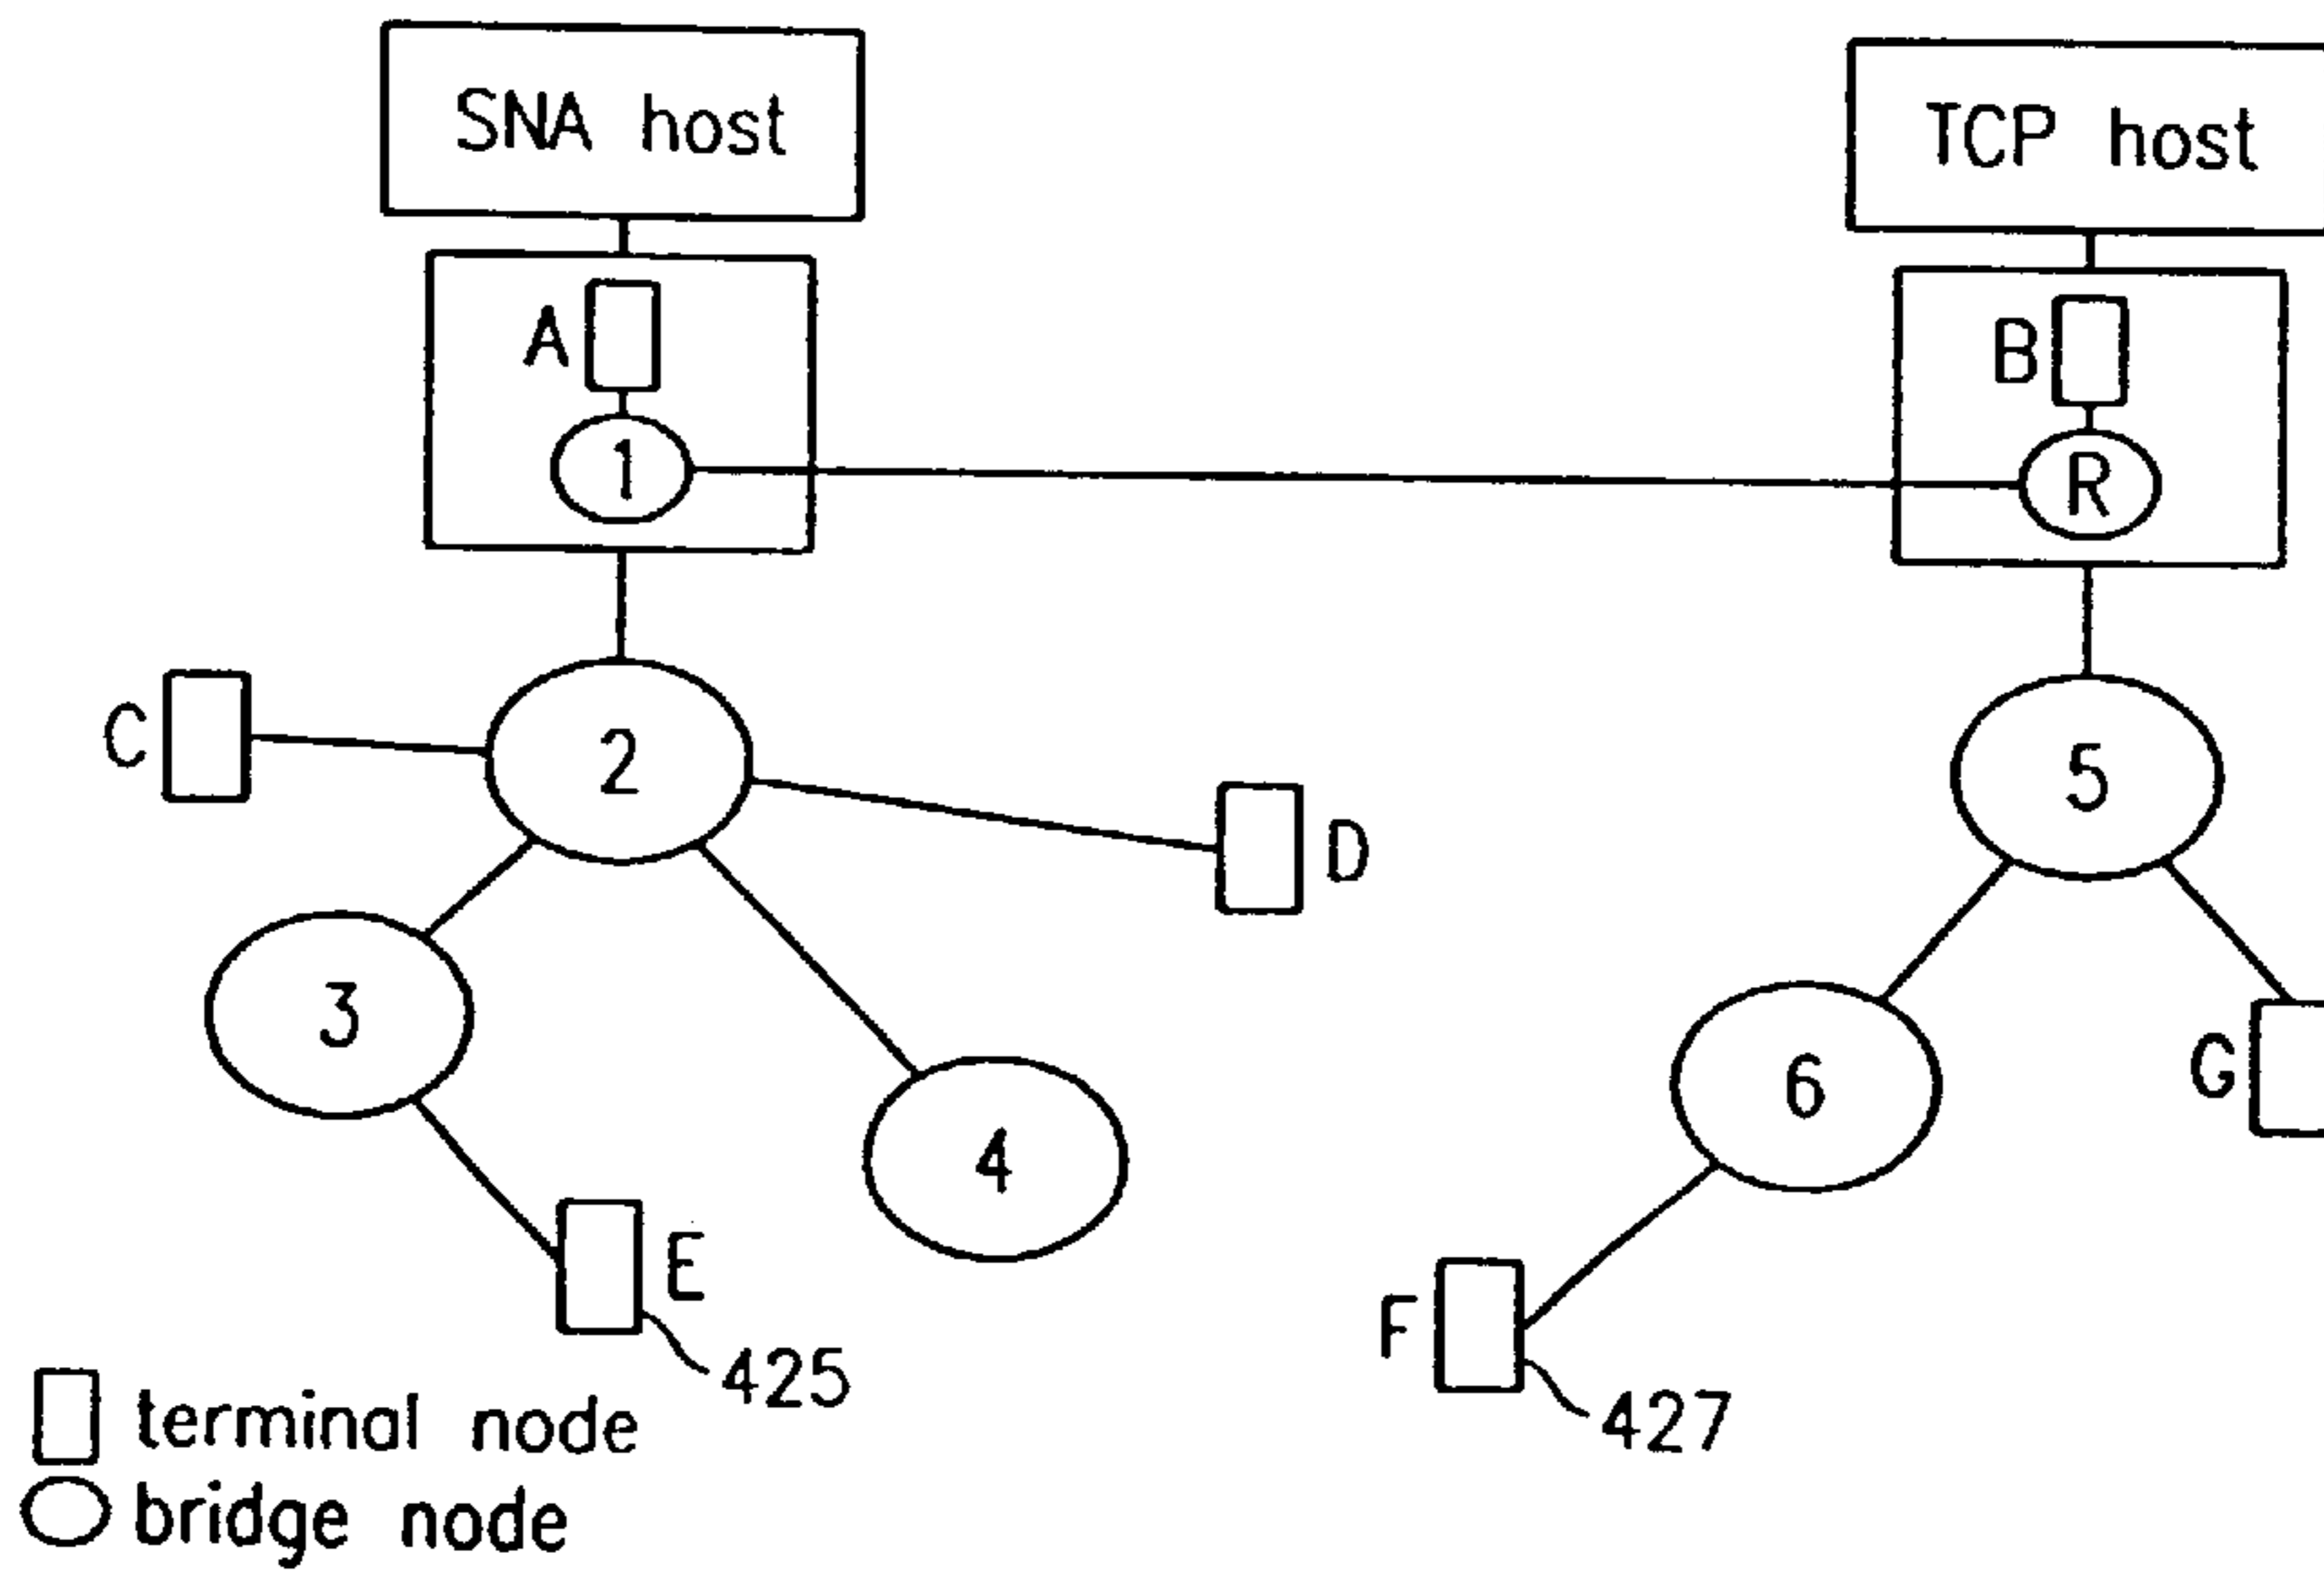 SNA host
TCP host
A
B
1
R
C
2
D
5
3
4
6
G
E
425
F
427
terminal node
bridge node